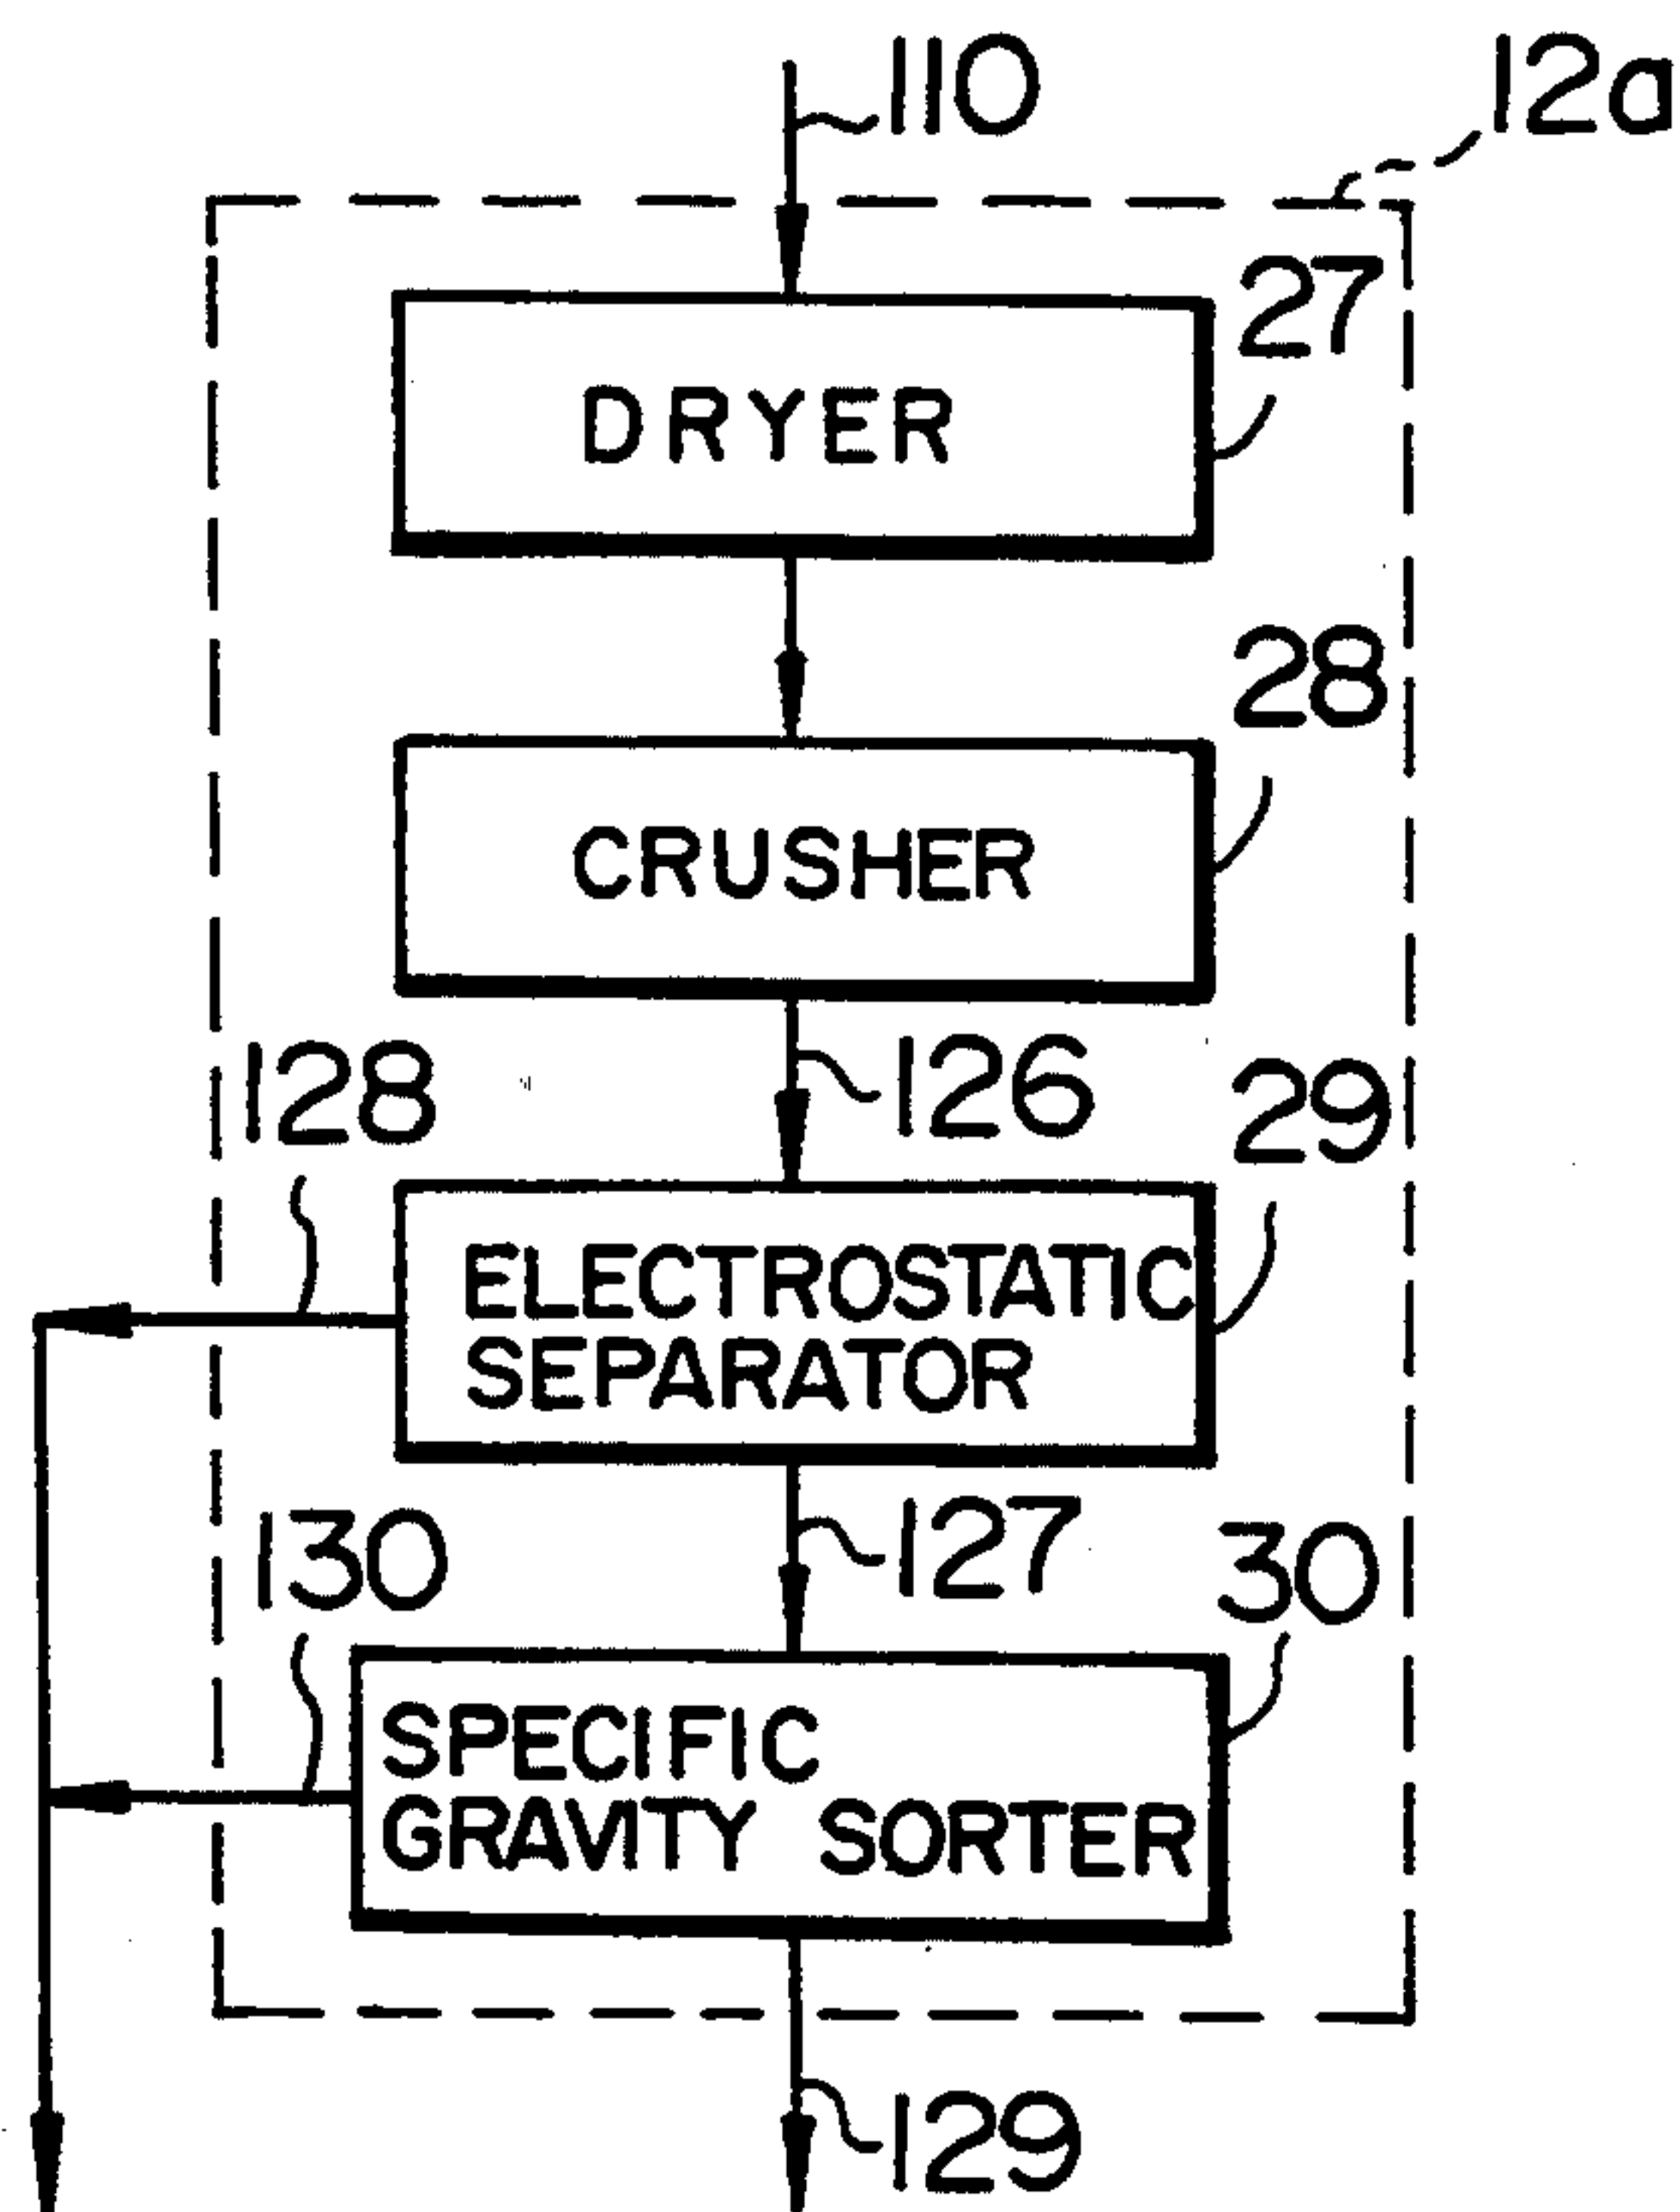 110
12a
27
DRYER
28
CRUSHER
128
126
29
ELECTROSTATIC
SEPARATOR
130
127
30
SPECIFIC
GRAVITY SORTER
129